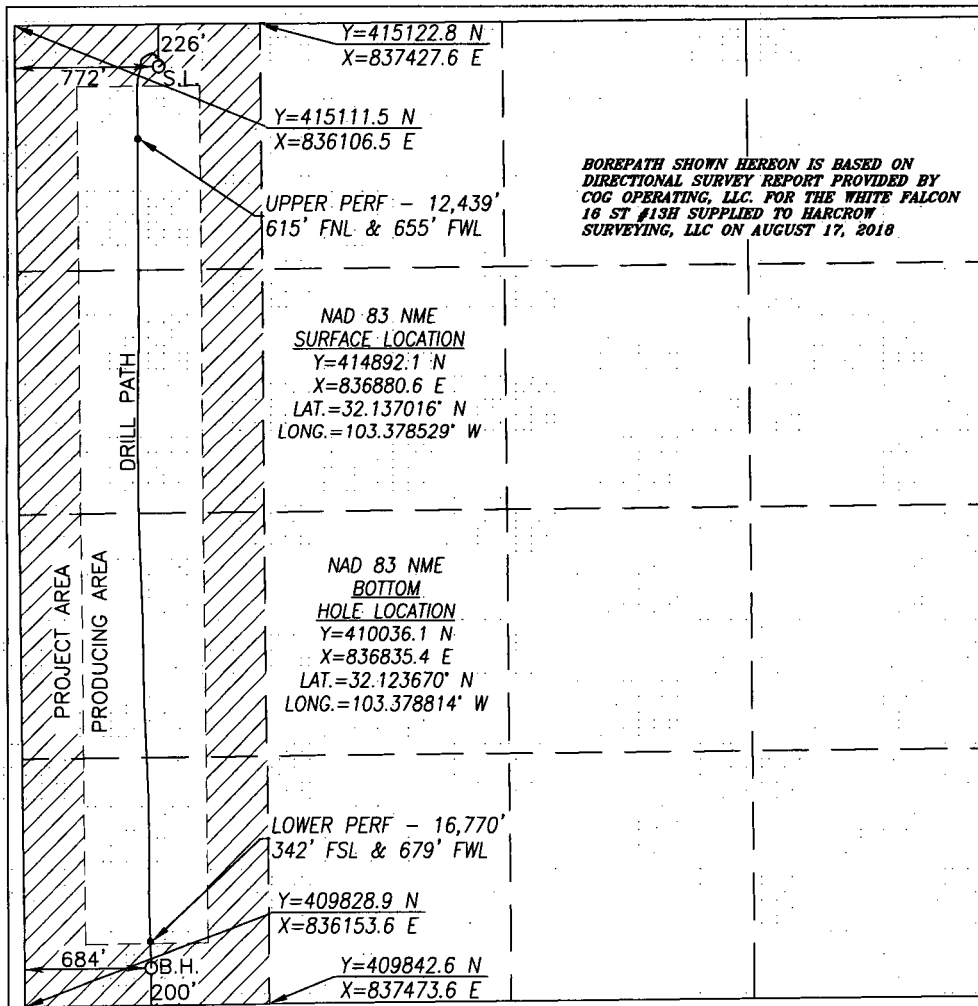 226'
Y=415122.8 N
X=837427.6 E
772'
S.L.
Y=415111.5 N
X=836106.5 E
BOREPATH SHOWN HEREON IS BASED ON
DIRECTIONAL SURVEY REPORT PROVIDED BY
COG OPERATING, LLC. FOR THE WHITE FALCON
16 ST #13H SUPPLIED TO HARCROW
SURVEYING, LLC ON AUGUST 17, 2018
UPPER PERF - 12,439'
615' FNL & 655' FWL
NAD 83 NME
SURFACE LOCATION
Y=414892.1 N
X=836880.6 E
LAT.=32.137016° N
LONG.=103.378529° W
DRILL PATH
NAD 83 NME
BOTTOM
HOLE LOCATION
Y=410036.1 N
X=836835.4 E
LAT.=32.123670° N
LONG.=103.378814° W
PROJECT AREA
PRODUCING AREA
LOWER PERF - 16,770'
342' FSL & 679' FWL
Y=409828.9 N
X=836153.6 E
684'
B.H.
200'
Y=409842.6 N
X=837473.6 E